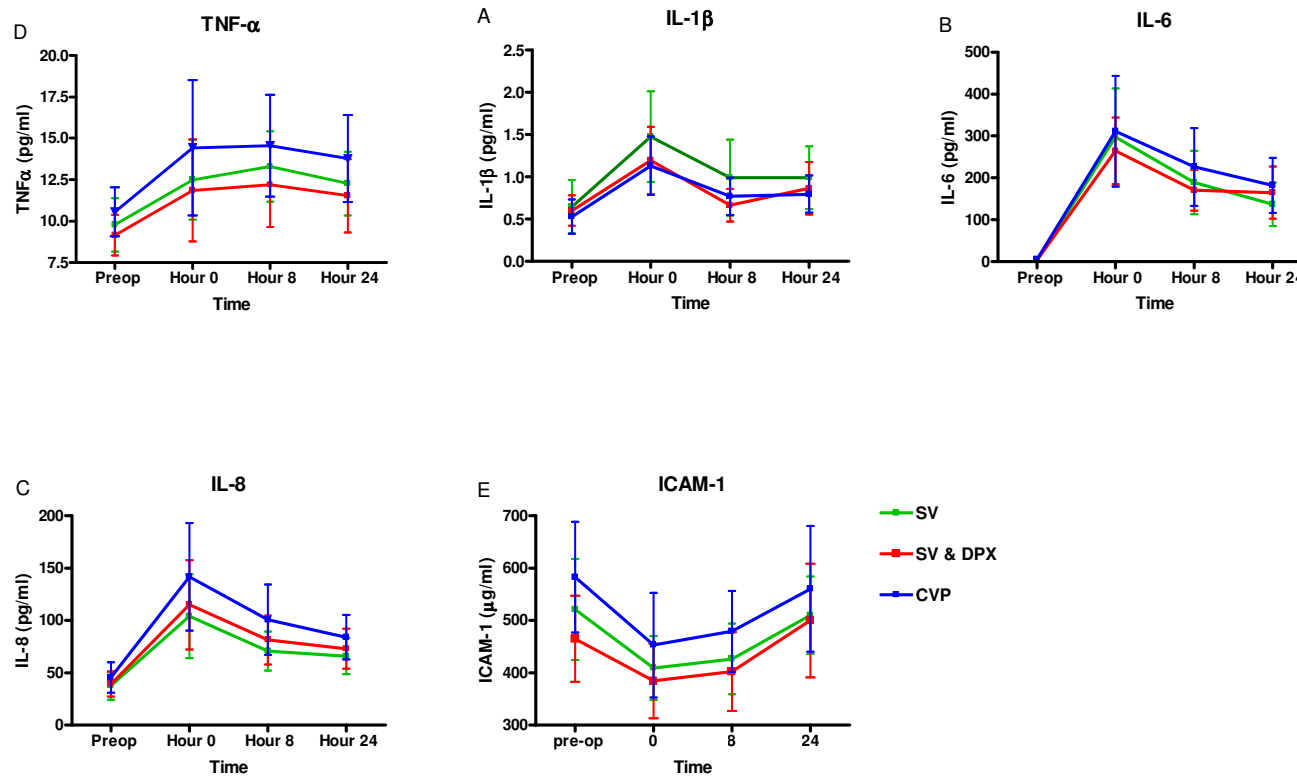 D
TNF-α
20.0
17.5
15.0
12.5
10.0
7.5
TNFα (pg/ml)
Preop Hour 0 Hour 8 Hour 24
Time
A
IL-1β
2.5
2.0
1.5
1.0
0.5
0.0
IL-1β (pg/ml)
Preop Hour 0 Hour 8 Hour 24
Time
B
IL-6
500
400
300
200
100
0
IL-6 (pg/ml)
Preop Hour 0 Hour 8 Hour 24
Time
C
IL-8
200
150
100
50
0
IL-8 (pg/ml)
Preop Hour 0 Hour 8 Hour 24
Time
E
ICAM-1
700
600
500
400
300
ICAM-1 (μg/ml)
pre-op 0 8 24
Time
SV
SV & DPX
CVP